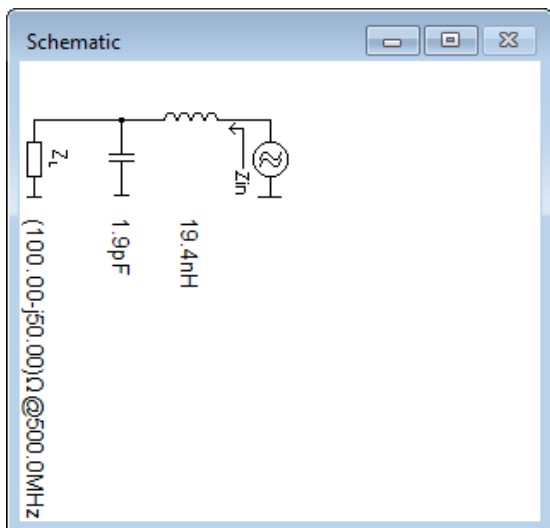 Schematic
ZL
Zin
(100.00-j50.00)Ω@500.0MHz
1.9pF
19.4nH